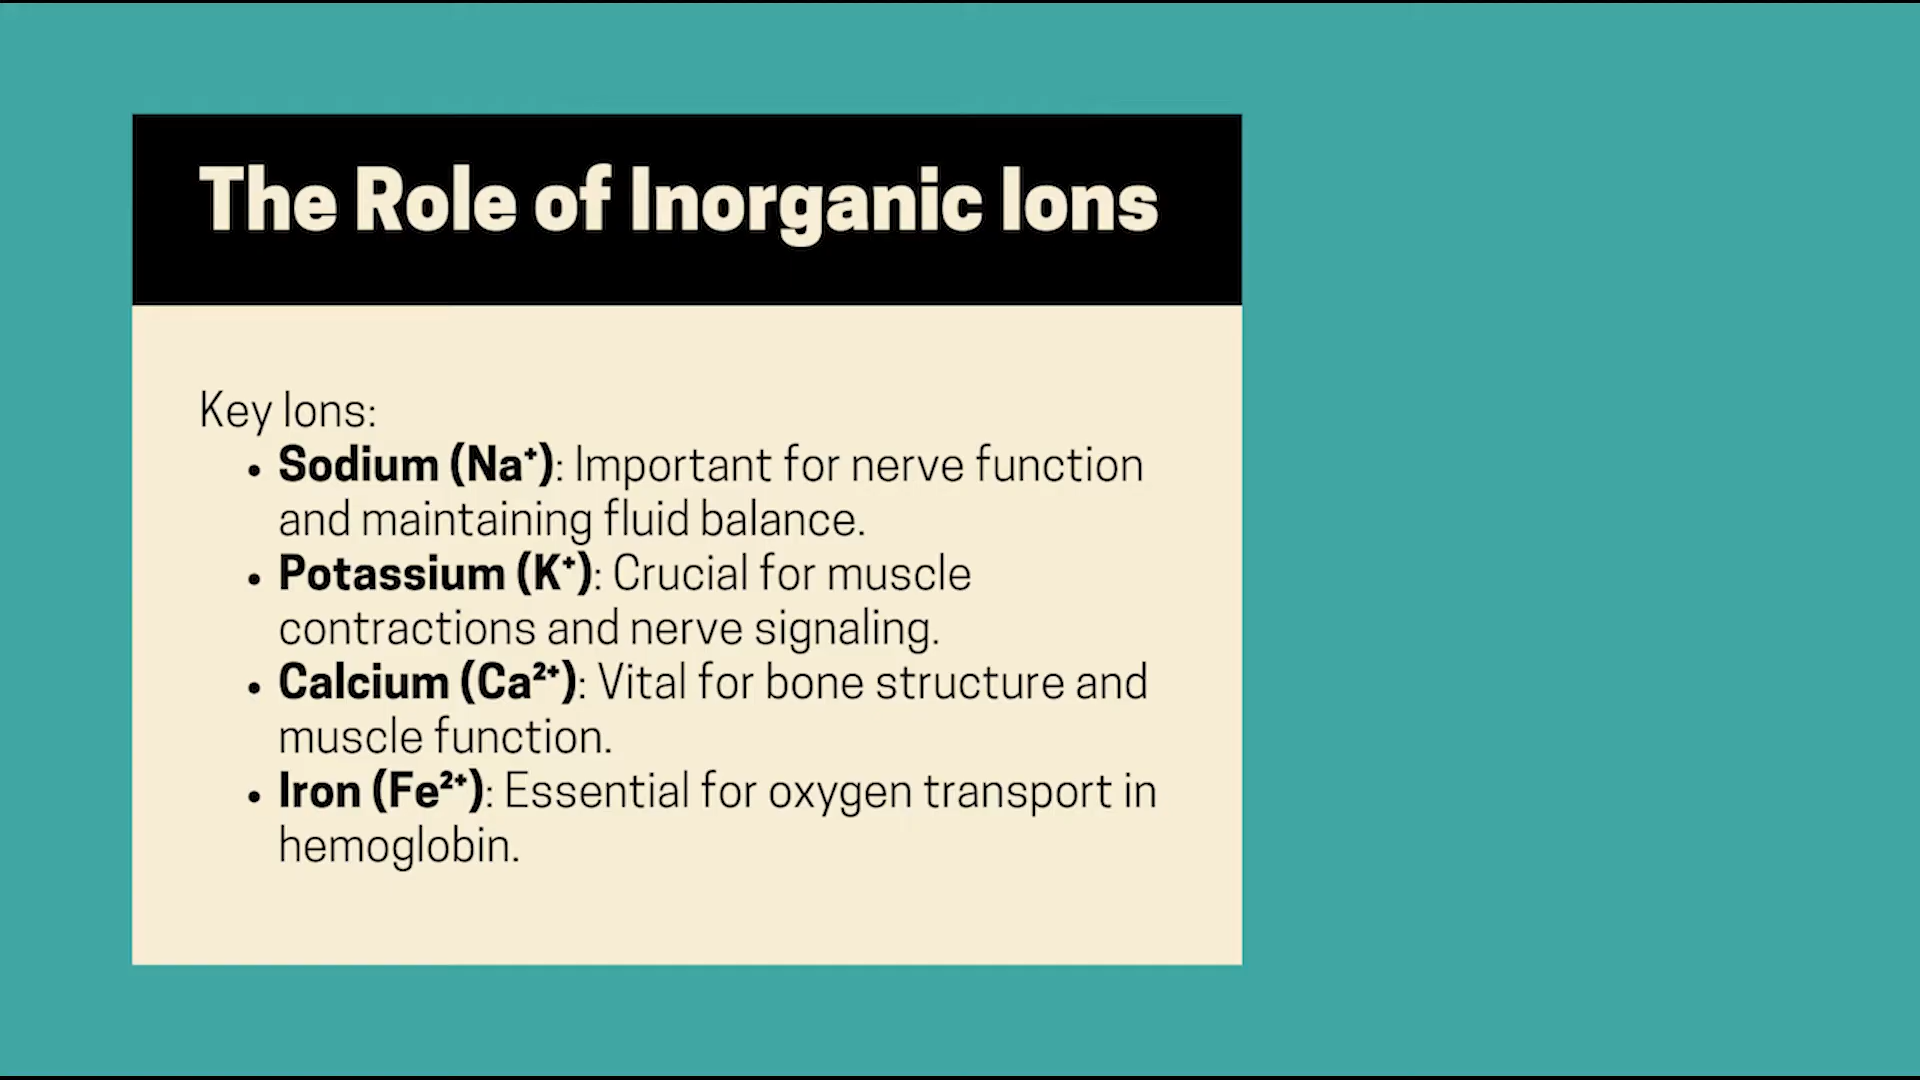 The Role of Inorganic Ions
Key Ions:
• Sodium (Na⁺): Important for nerve function
and maintaining fluid balance.
• Potassium (K⁺): Crucial for muscle
contractions and nerve signaling.
• Calcium (Ca²⁺): Vital for bone structure and
muscle function.
• Iron (Fe²⁺): Essential for oxygen transport in
hemoglobin.